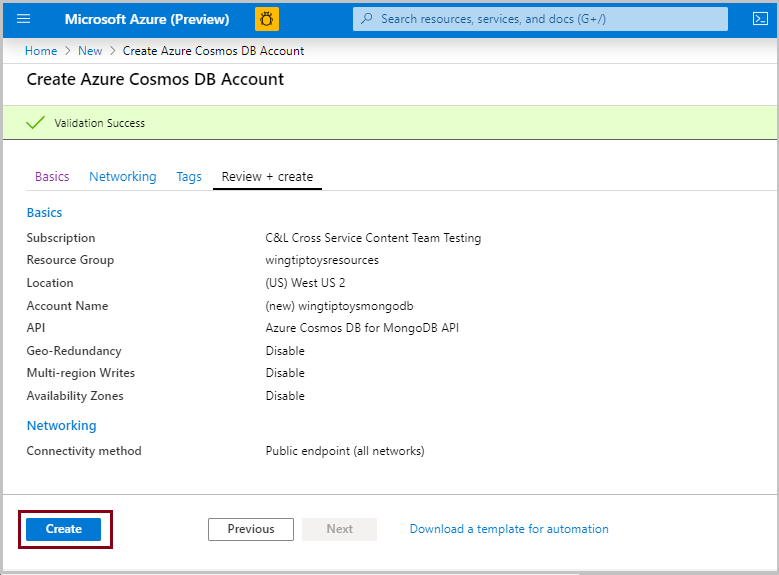 Microsoft Azure (Preview) Search resources, services, and docs (G+/)
Home > New > Create Azure Cosmos DB Account
Create Azure Cosmos DB Account
Validation Success
Basics Networking Tags Review + create
Basics
Subscription C&L Cross Service Content Team Testing
Resource Group wingtiptoysresources
Location (US) West US 2
Account Name (new) wingtiptoysmongodb
API Azure Cosmos DB for MongoDB API
Geo-Redundancy Disable
Multi-region Writes Disable
Availability Zones Disable
Networking
Connectivity method Public endpoint (all networks)
Create Previous Next Download a template for automation